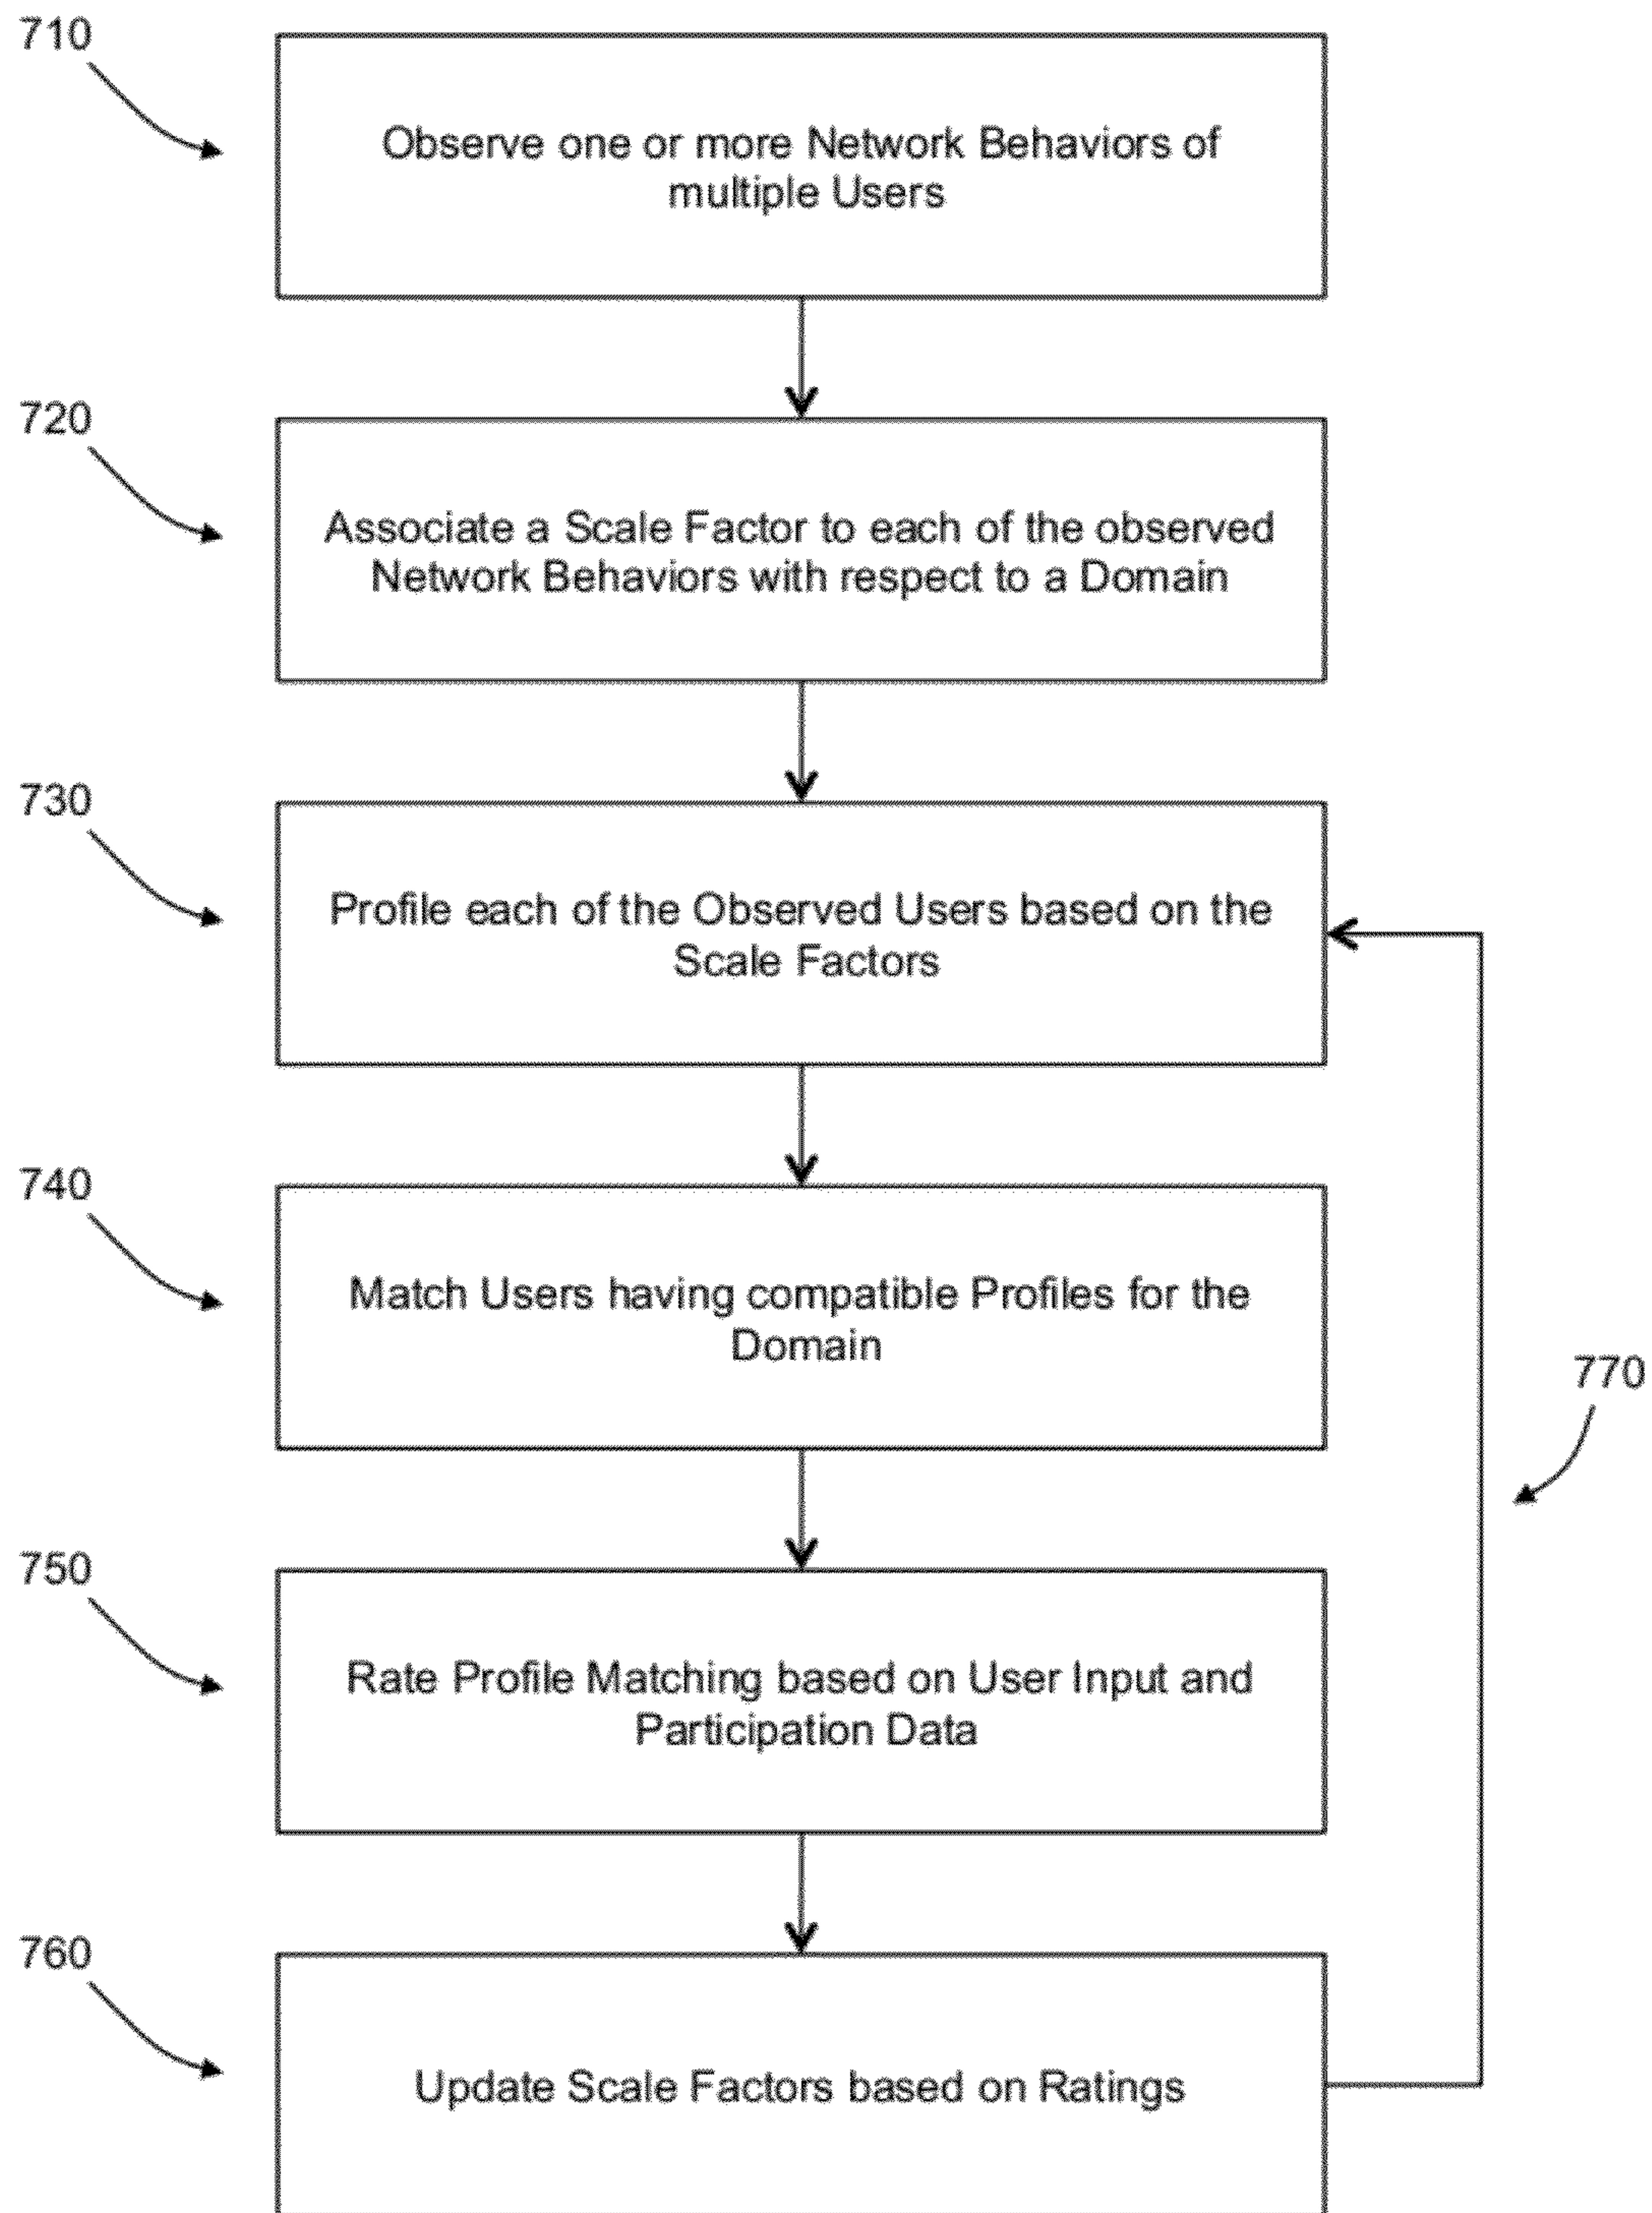 710
Observe one or more Network Behaviors of
multiple Users
720
Associate a Scale Factor to each of the observed
Network Behaviors with respect to a Domain
730
Profile each of the Observed Users based on the
Scale Factors
740
Match Users having compatible Profiles for the
Domain
770
750
Rate Profile Matching based on User Input and
Participation Data
760
Update Scale Factors based on Ratings